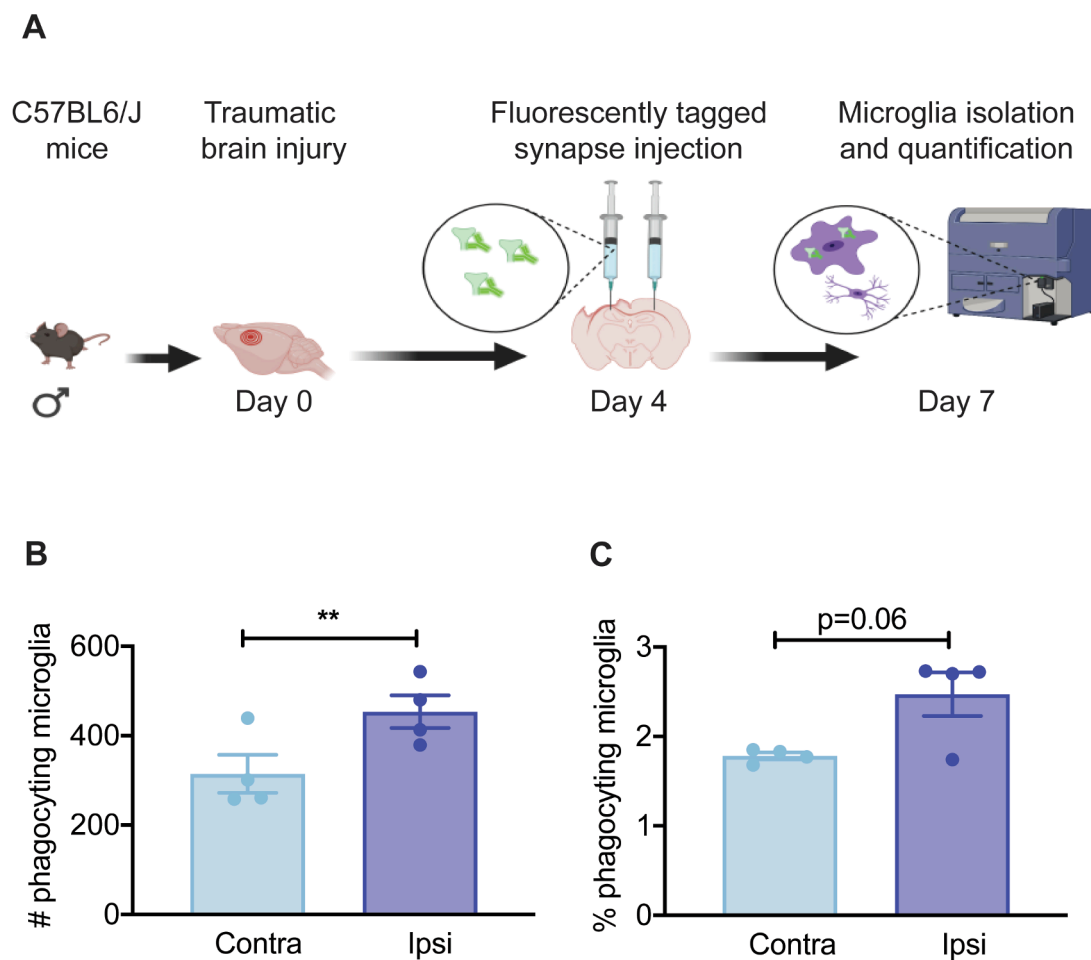 A
C57BL6/J
mice
Traumatic
brain injury
Fluorescently tagged
synapse injection
Microglia isolation
and quantification
♂
Day 0
Day 4
Day 7
B
**
# phagocyting microglia
600
400
200
0
Contra
Ipsi
C
p=0.06
% phagocyting microglia
3
2
1
0
Contra
Ipsi